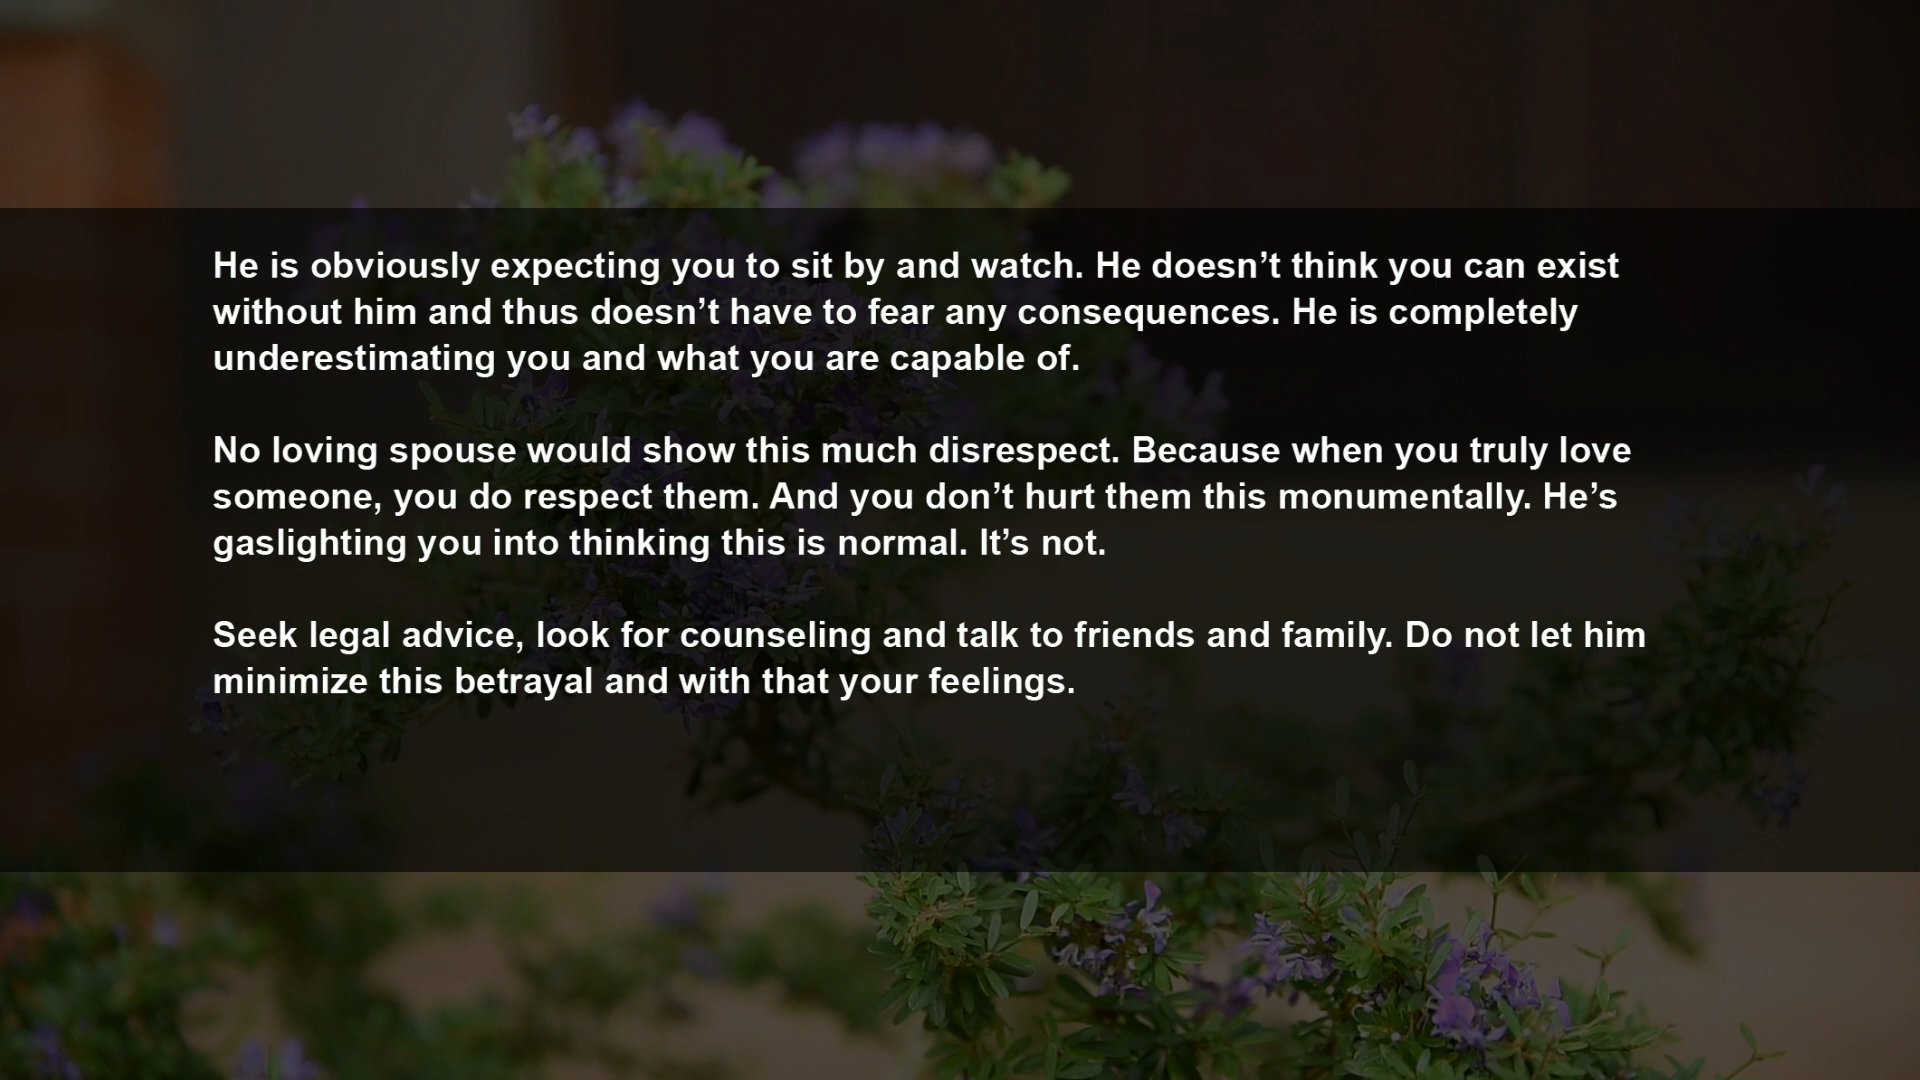 He is obviously expecting you to sit by and watch. He doesn’t think you can exist
without him and thus doesn’t have to fear any consequences. He is completely
underestimating you and what you are capable of.
No loving spouse would show this much disrespect. Because when you truly love
someone, you do respect them. And you don’t hurt them this monumentally. He’s
gaslighting you into thinking this is normal. It’s not.
Seek legal advice, look for counseling and talk to friends and family. Do not let him
minimize this betrayal and with that your feelings.